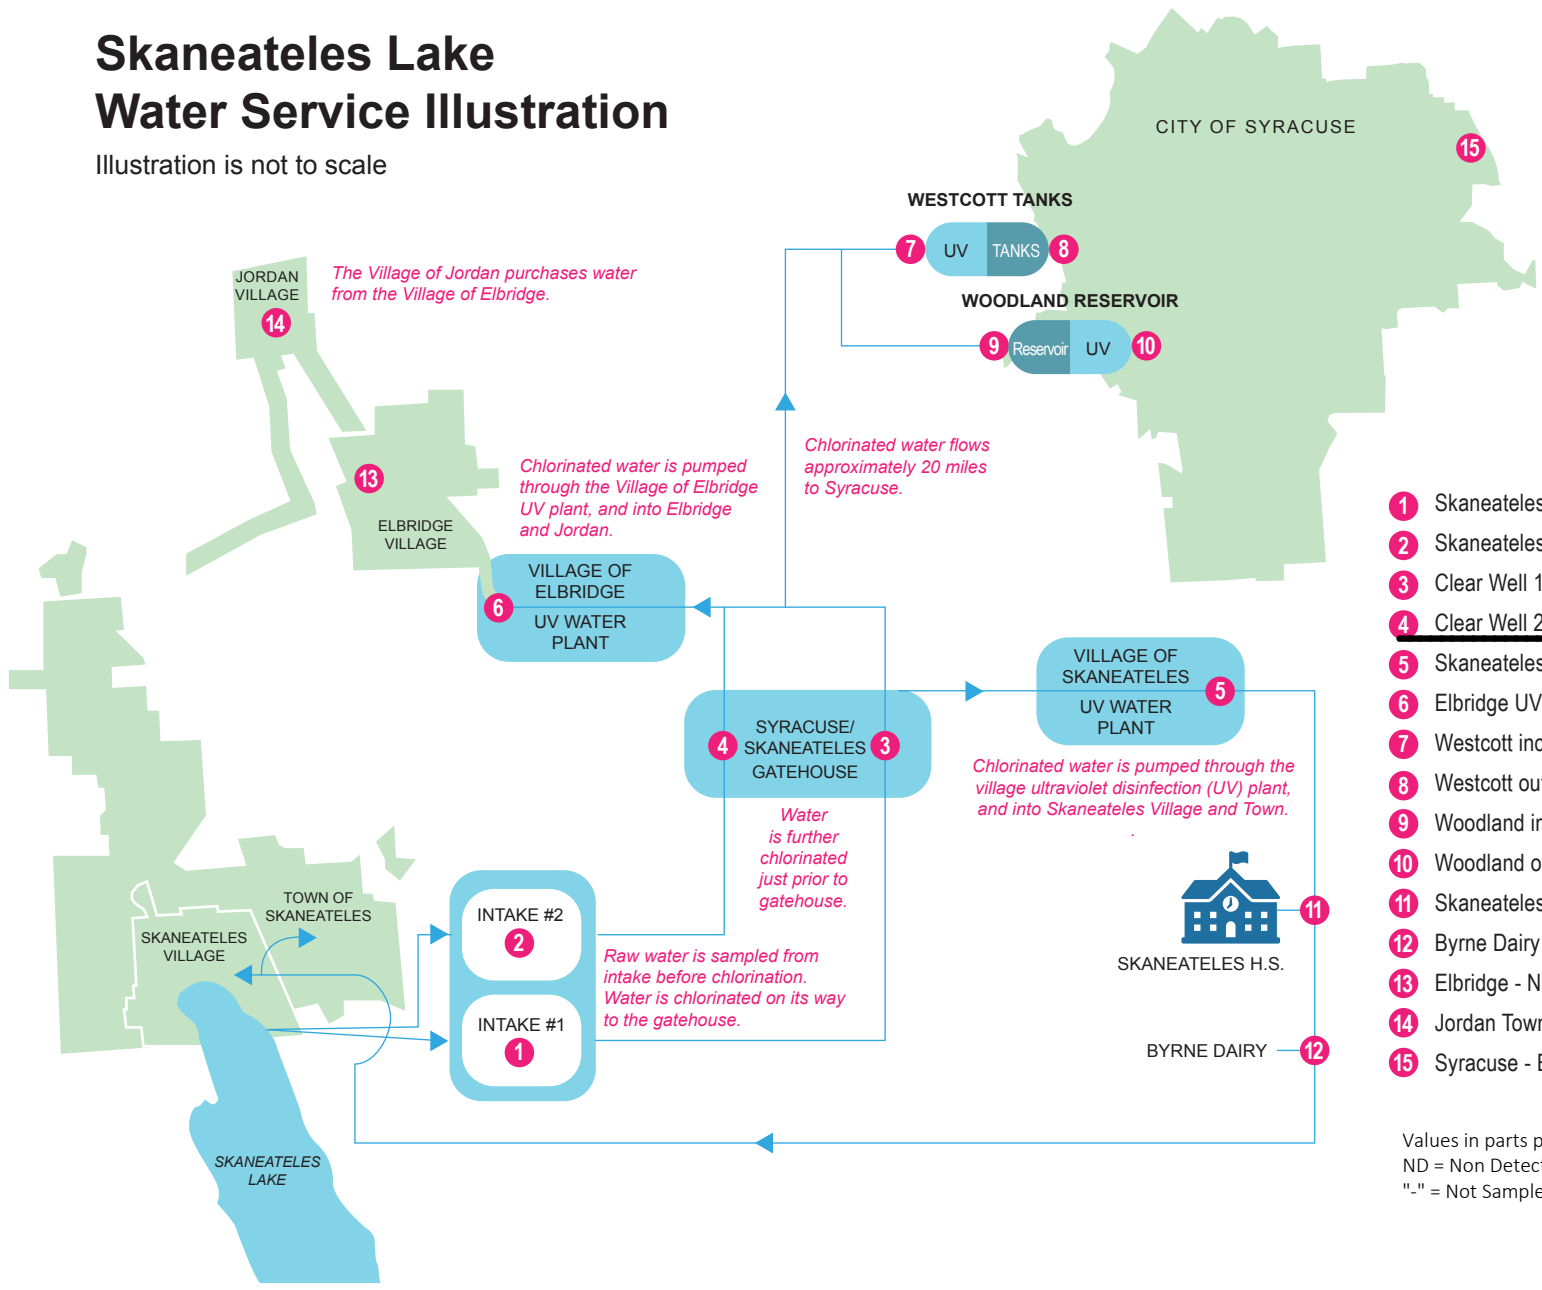 Skaneateles Lake
Water Service Illustration
Illustration is not to scale
CITY OF SYRACUSE
15
WESTCOTT TANKS
7
UV
TANKS
8
WOODLAND RESERVOIR
9
Reservoir
UV
10
JORDAN
VILLAGE
14
The Village of Jordan purchases water
from the Village of Elbridge.
13
ELBRIDGE
VILLAGE
Chlorinated water is pumped
through the Village of Elbridge
UV plant, and into Elbridge
and Jordan.
Chlorinated water flows
approximately 20 miles
to Syracuse.
VILLAGE OF
ELBRIDGE
6
UV WATER
PLANT
VILLAGE OF
SKANEATELES
5
UV WATER
PLANT
4
SYRACUSE/
SKANEATELES
GATEHOUSE
3
Chlorinated water is pumped through the
village ultraviolet disinfection (UV) plant,
and into Skaneateles Village and Town.
.
Water
is further
chlorinated
just prior to
gatehouse.
TOWN OF
SKANEATELES
SKANEATELES
VILLAGE
INTAKE #2
2
Raw water is sampled from
intake before chlorination.
Water is chlorinated on its way
to the gatehouse.
INTAKE #1
1
11
SKANEATELES H.S.
BYRNE DAIRY
12
SKANEATELES
LAKE
1 Skaneateles
2 Skaneateles
3 Clear Well 1
4 Clear Well 2
5 Skaneateles
6 Elbridge UV
7 Westcott inc
8 Westcott ou
9 Woodland in
10 Woodland o
11 Skaneateles
12 Byrne Dairy
13 Elbridge - N
14 Jordan Town
15 Syracuse - E
Values in parts p
ND = Non Detect
"-" = Not Sample